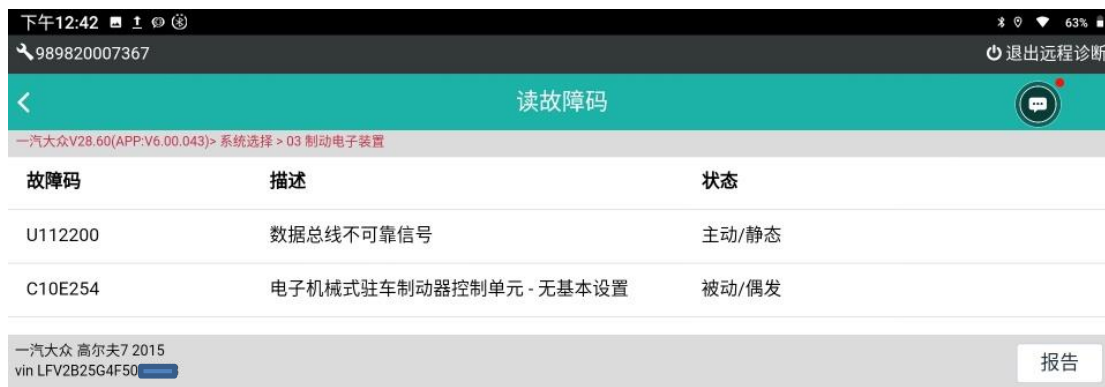 下午12:42 63%
989820007367 退出远程诊断
读故障码
一汽大众V28.60(APP:V6.00.043)> 系统选择 > 03 制动电子装置
故障码 描述 状态
U112200 数据总线不可靠信号 主动/静态
C10E254 电子机械式驻车制动器控制单元 - 无基本设置 被动/偶发
一汽大众 高尔夫7 2015
vin LFV2B25G4F50
报告